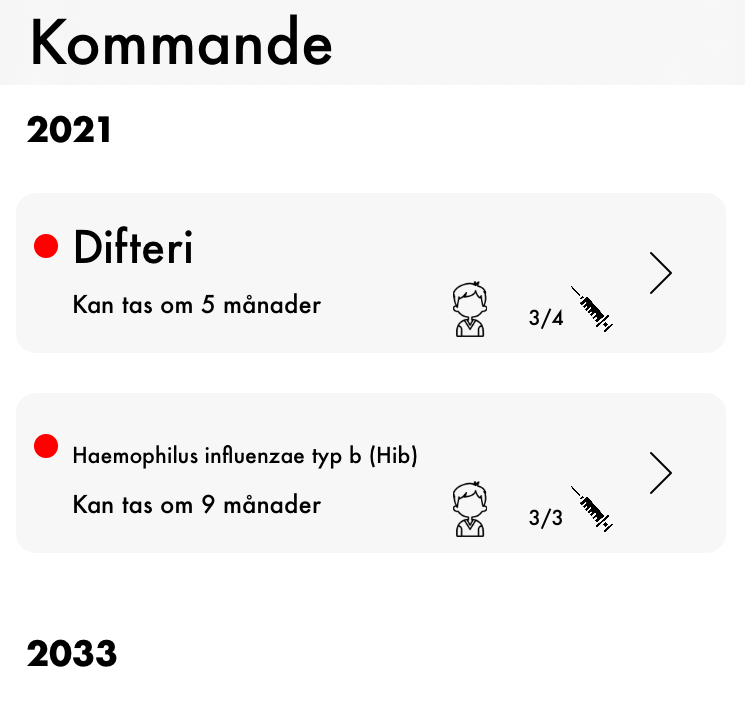 Kommande
2021
Difteri
Kan tas om 5 månader
3/4
Haemophilus influenzae typ b (Hib)
Kan tas om 9 månader
3/3
2033